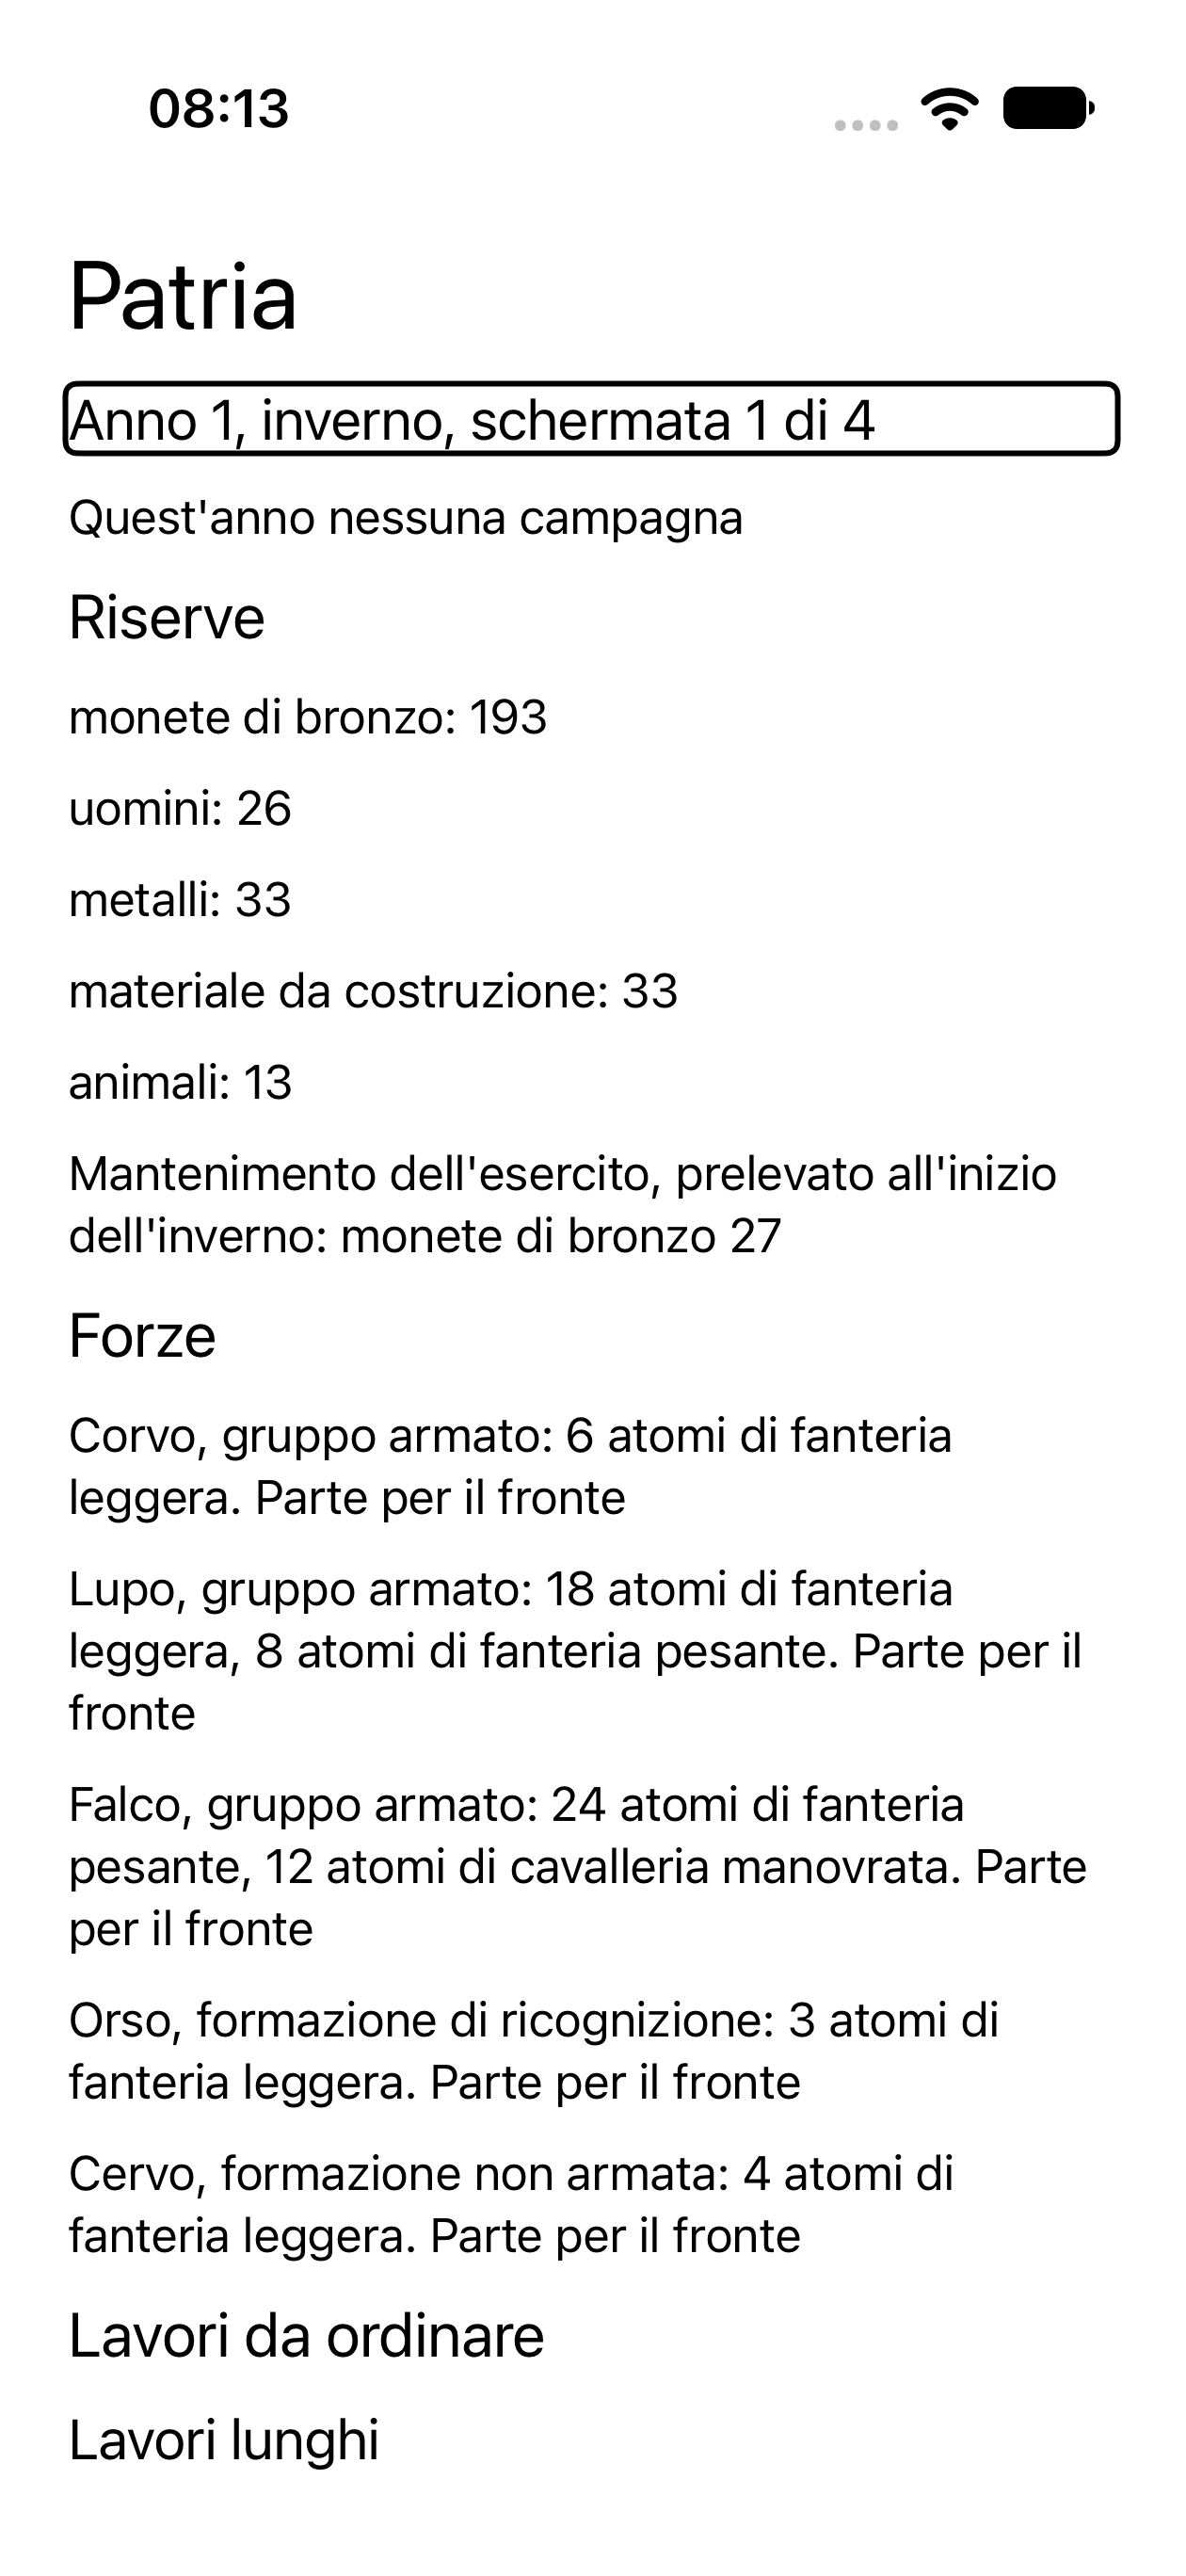 08:13
Patria
Anno 1, inverno, schermata 1 di 4
Quest'anno nessuna campagna
Riserve
monete di bronzo: 193
uomini: 26
metalli: 33
materiale da costruzione: 33
animali: 13
Mantenimento dell'esercito, prelevato all'inizio
dell'inverno: monete di bronzo 27
Forze
Corvo, gruppo armato: 6 atomi di fanteria
leggera. Parte per il fronte
Lupo, gruppo armato: 18 atomi di fanteria
leggera, 8 atomi di fanteria pesante. Parte per il
fronte
Falco, gruppo armato: 24 atomi di fanteria
pesante, 12 atomi di cavalleria manovrata. Parte
per il fronte
Orso, formazione di ricognizione: 3 atomi di
fanteria leggera. Parte per il fronte
Cervo, formazione non armata: 4 atomi di
fanteria leggera. Parte per il fronte
Lavori da ordinare
Lavori lunghi